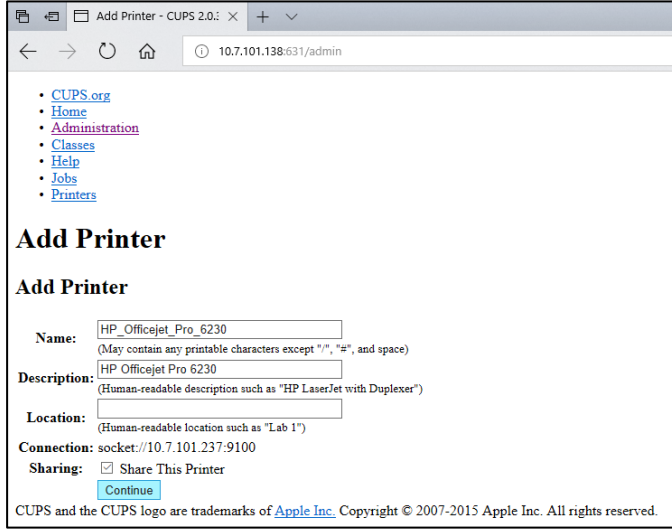 Add Printer - CUPS 2.0.3
10.7.101.138:631/admin
CUPS.org
Home
Administration
Classes
Help
Jobs
Printers
Add Printer
Add Printer
Name: HP_Officejet_Pro_6230
(May contain any printable characters except "/", "#", and space)
Description: HP Officejet Pro 6230
(Human-readable description such as "HP LaserJet with Duplexer")
Location:
(Human-readable location such as "Lab 1")
Connection: socket://10.7.101.237:9100
Sharing: Share This Printer
Continue
CUPS and the CUPS logo are trademarks of Apple Inc. Copyright © 2007-2015 Apple Inc. All rights reserved.